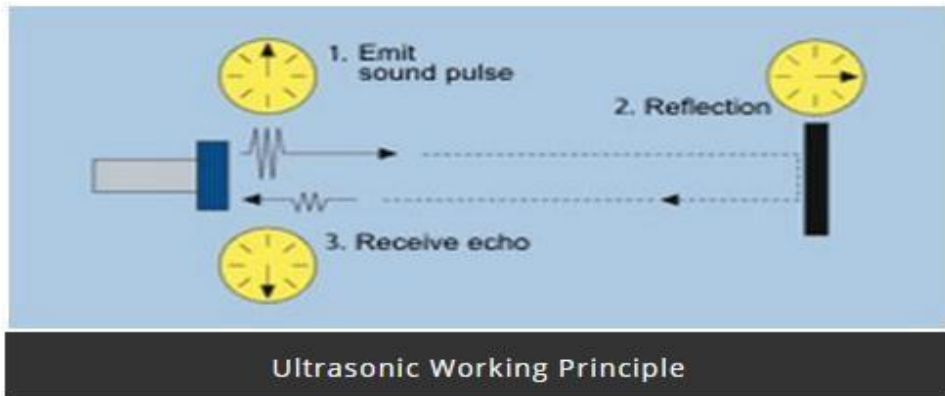 1. Emit
sound pulse
2. Reflection
3. Receive echo
Ultrasonic Working Principle